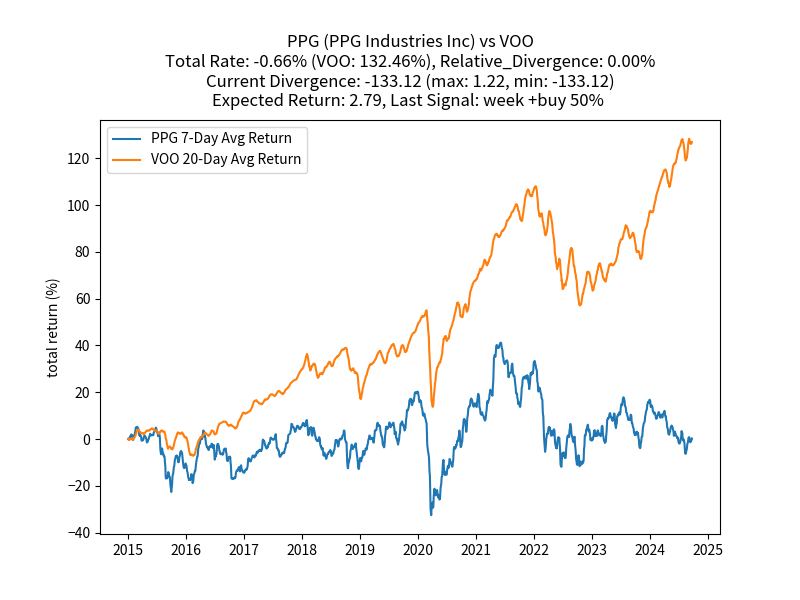 PPG (PPG Industries Inc) vs VOO
Total Rate: -0.66% (VOO: 132.46%), Relative_Divergence: 0.00%
Current Divergence: -133.12 (max: 1.22, min: -133.12)
Expected Return: 2.79, Last Signal: week +buy 50%
PPG 7-Day Avg Return
VOO 20-Day Avg Return
total return (%)
120
100
80
60
40
20
0
−20
−40
2015 2016 2017 2018 2019 2020 2021 2022 2023 2024 2025